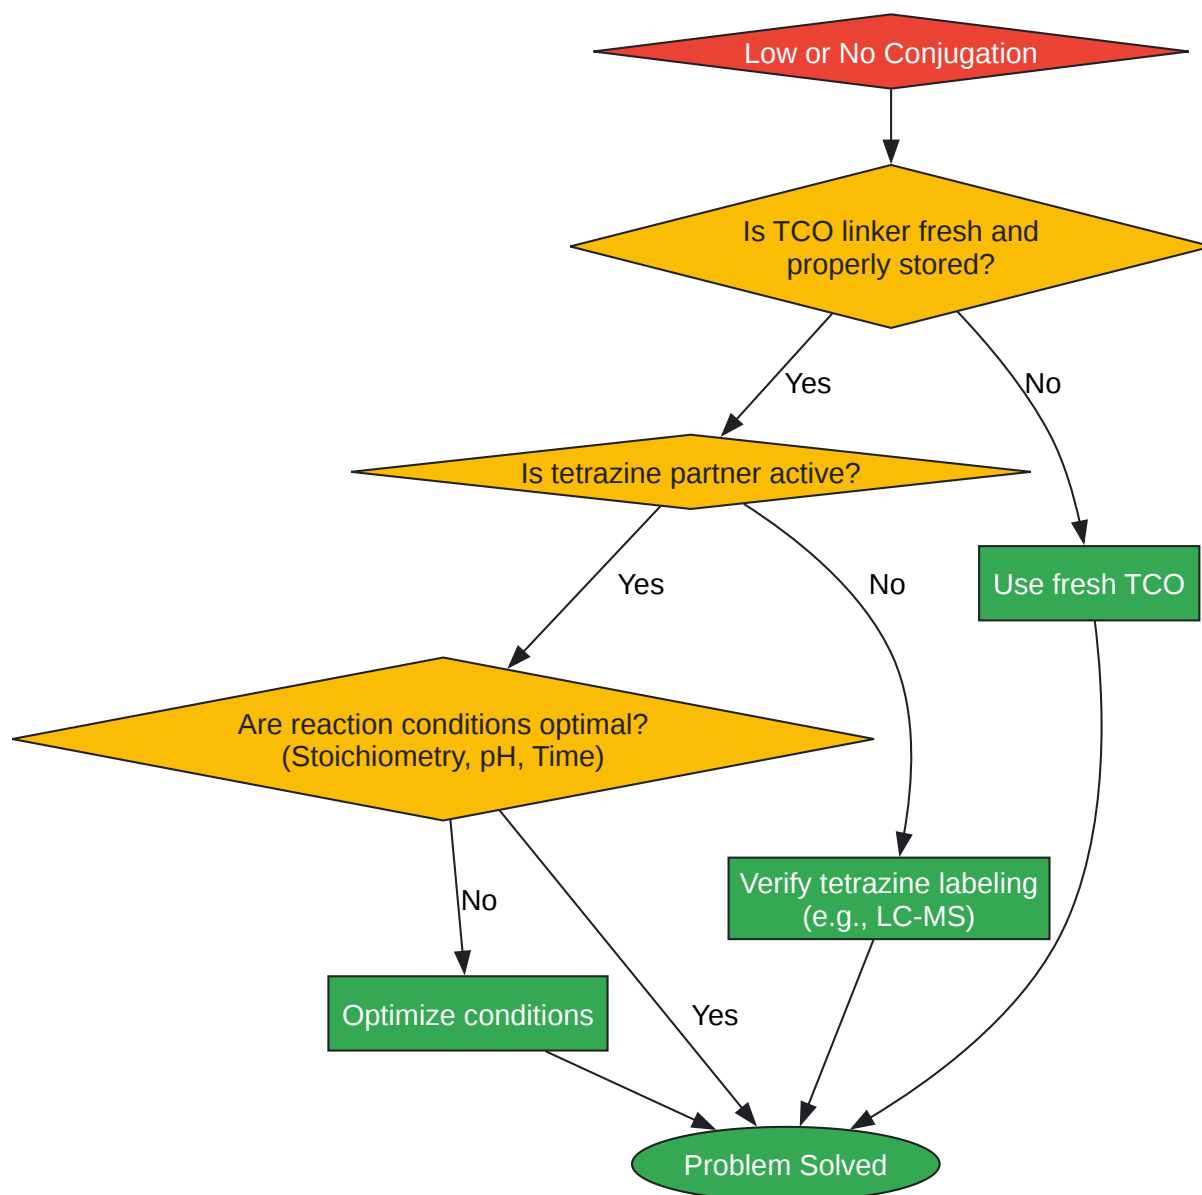 Low or No Conjugation
Is TCO linker fresh and
properly stored?
Yes
No
Is tetrazine partner active?
Use fresh TCO
Yes
No
Are reaction conditions optimal?
(Stoichiometry, pH, Time)
Verify tetrazine labeling
(e.g., LC-MS)
No
Optimize conditions
Yes
Problem Solved